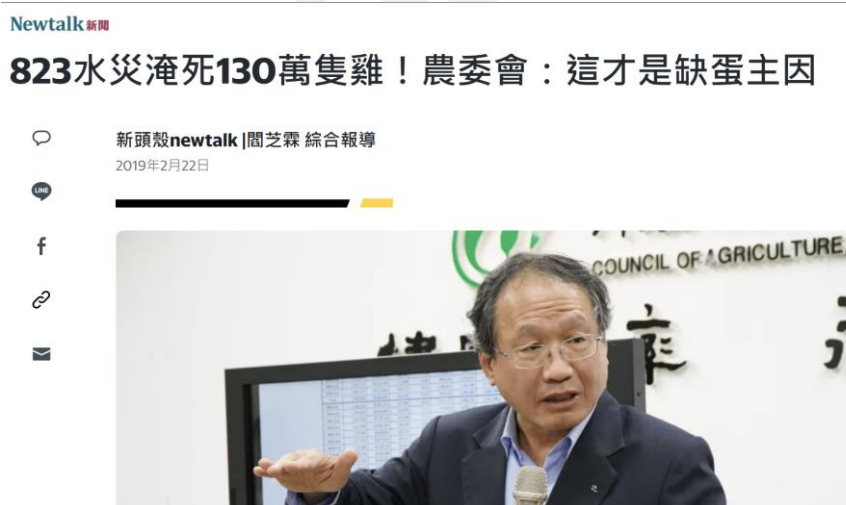 Newtalk新聞
823水災淹死130萬隻雞！農委會：這才是缺蛋主因
新頭殼newtalk |閻芝霖 綜合報導
2019年2月22日
LINE
COUNCIL OF AGRICULTURE,